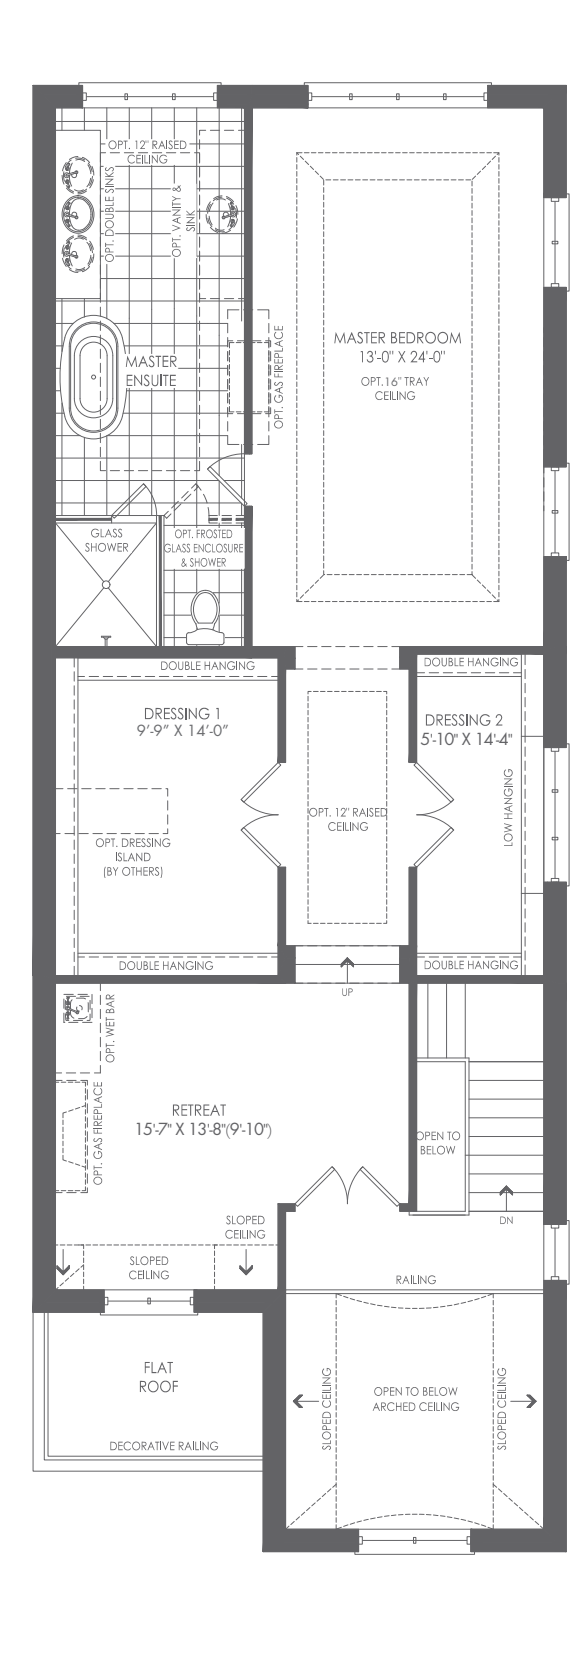 OPT. 12" RAISED
CEILING
OPT. DOUBLE SINKS
OPT. VANITY &
SINK
MASTER
ENSUITE
OPT. GAS FIREPLACE
MASTER BEDROOM
13'-0" X 24'-0"
OPT.16" TRAY
CEILING
GLASS
SHOWER
OPT. FROSTED
GLASS ENCLOSURE
& SHOWER
DOUBLE HANGING
DOUBLE HANGING
DRESSING 1
9'-9" X 14'-0"
DRESSING 2
5'-10" X 14'-4"
LOW HANGING
OPT. 12" RAISED
CEILING
OPT. DRESSING
ISLAND
(BY OTHERS)
DOUBLE HANGING
DOUBLE HANGING
UP
OPT. WET BAR
OPT. GAS FIREPLACE
RETREAT
15'-7" X 13'-8"(9'-10")
OPEN TO
BELOW
DN
SLOPED
CEILING
SLOPED
CEILING
RAILING
FLAT
ROOF
SLOPED CEILING
OPEN TO BELOW
ARCHED CEILING
SLOPED CEILING
DECORATIVE RAILING